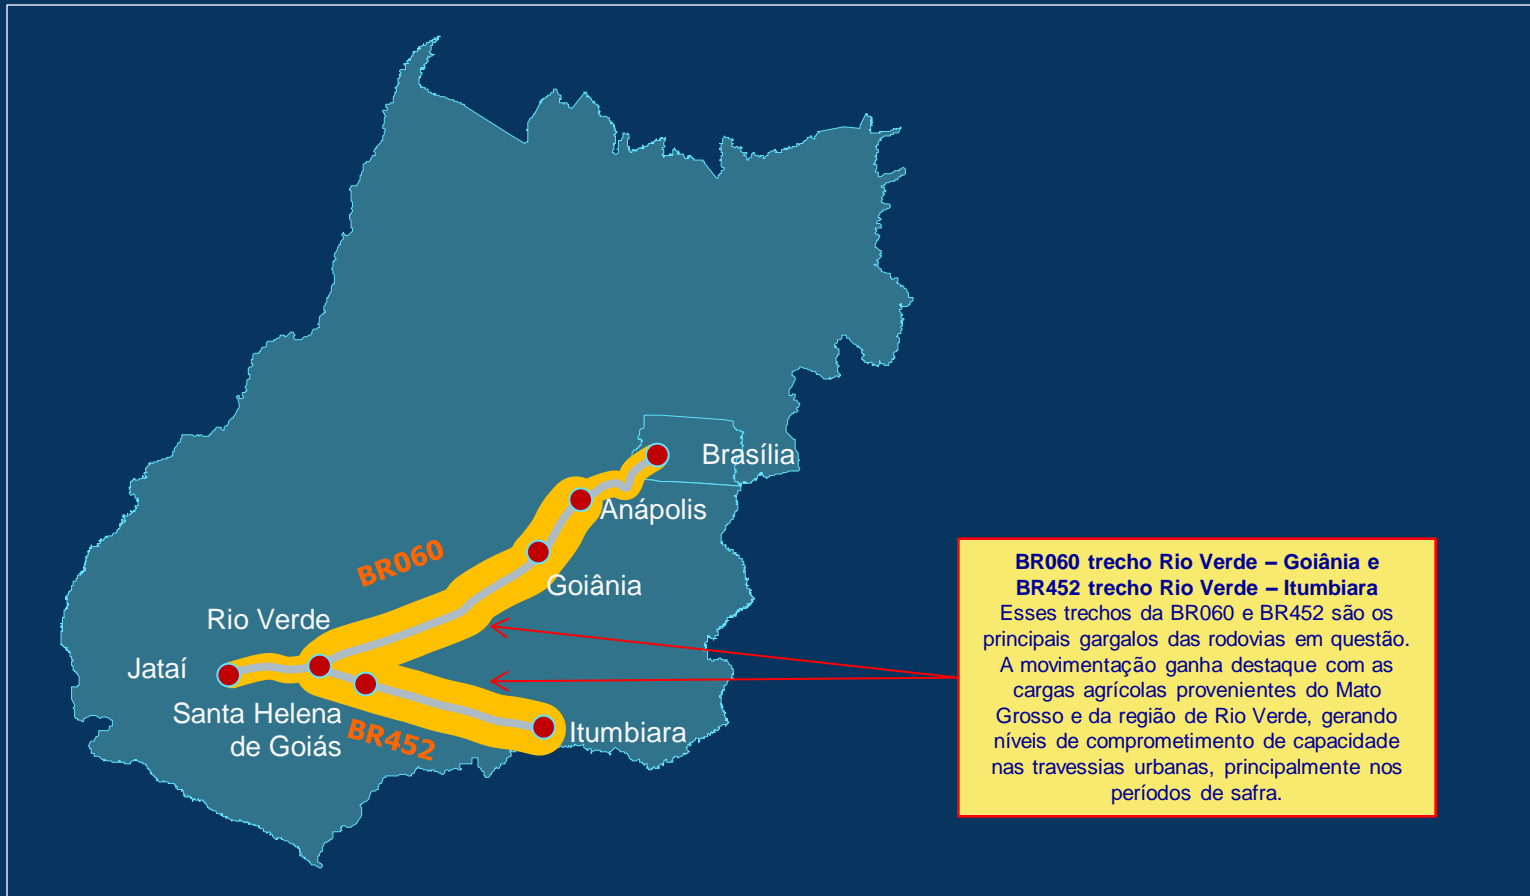 Brasília
Anápolis
BR060
Goiânia
Rio Verde
Jataí
Santa Helena
de Goiás
BR452
Itumbiara
BR060 trecho Rio Verde – Goiânia e
BR452 trecho Rio Verde – Itumbiara
Esses trechos da BR060 e BR452 são os
principais gargalos das rodovias em questão.
A movimentação ganha destaque com as
cargas agrícolas provenientes do Mato
Grosso e da região de Rio Verde, gerando
níveis de comprometimento de capacidade
nas travessias urbanas, principalmente nos
períodos de safra.